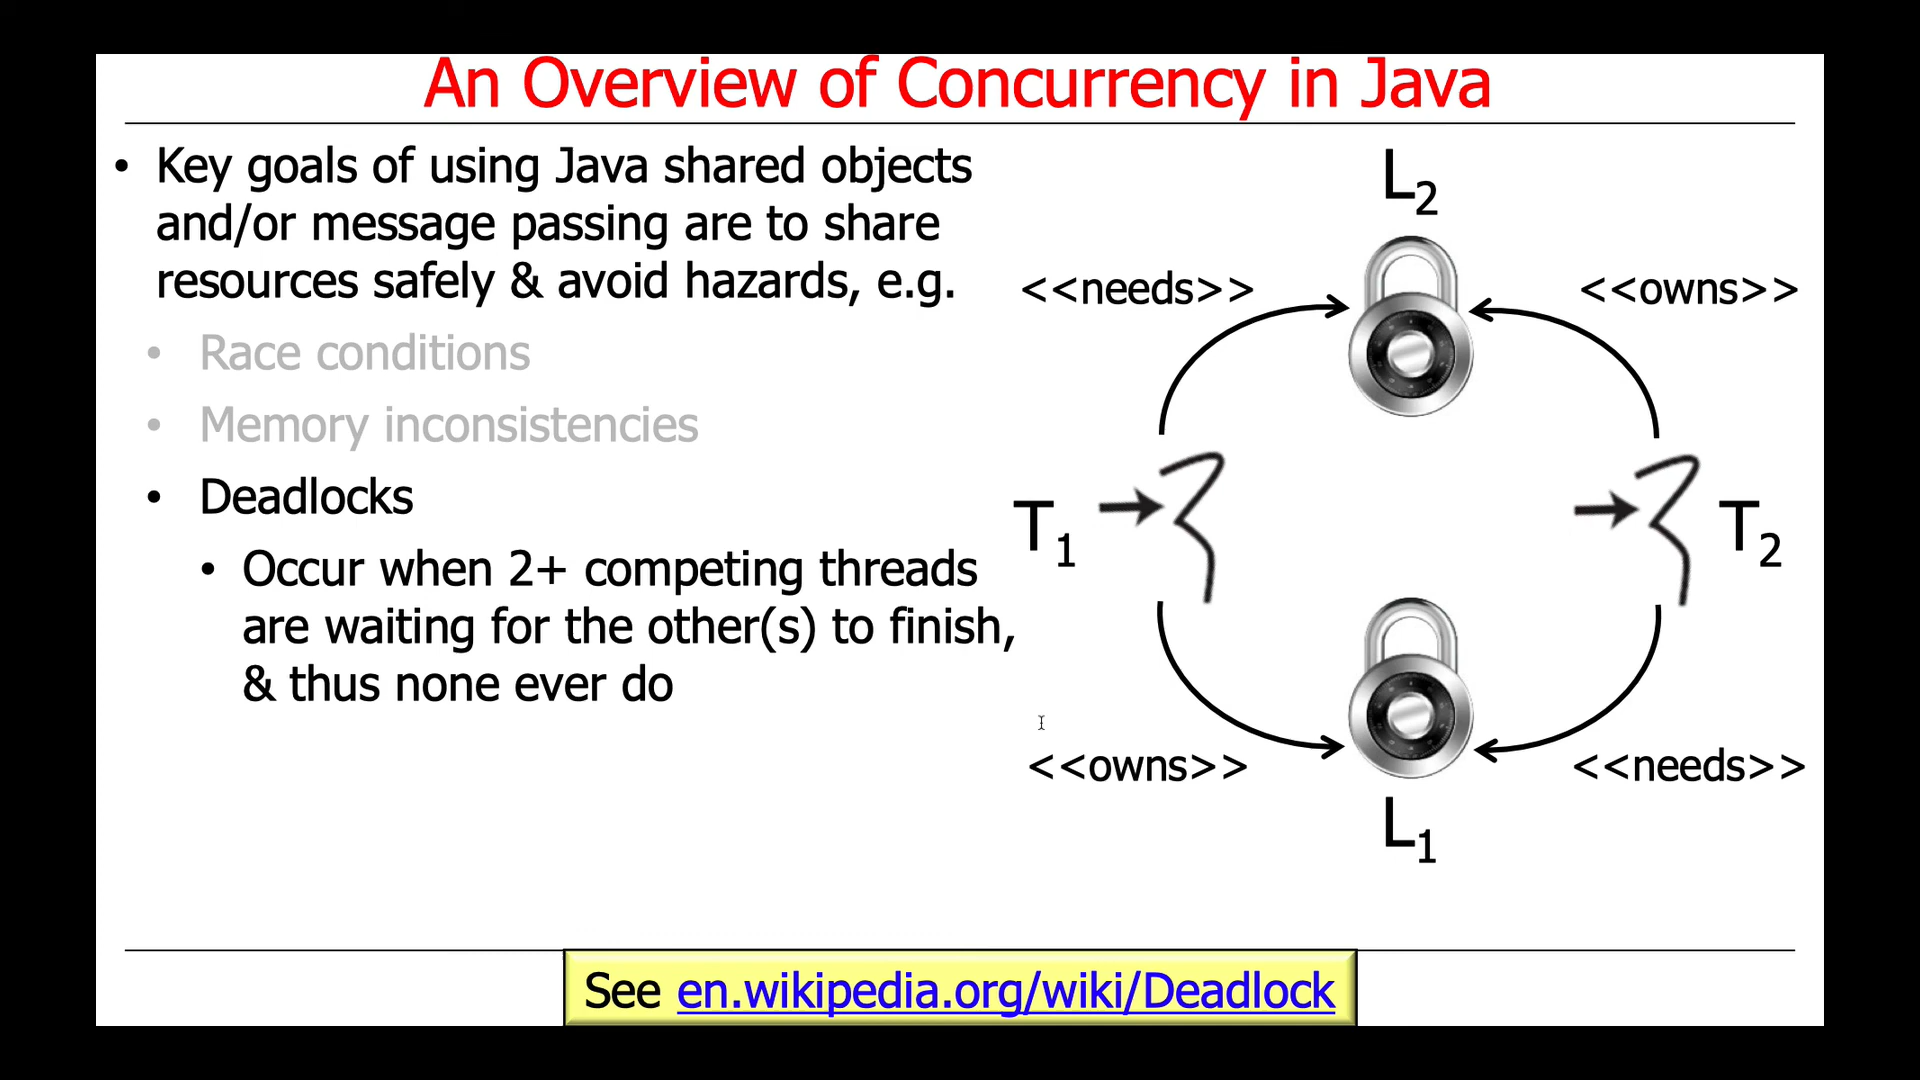 An Overview of Concurrency in Java
• Key goals of using Java shared objects
and/or message passing are to share
resources safely & avoid hazards, e.g.
• Race conditions
• Memory inconsistencies
• Deadlocks
• Occur when 2+ competing threads
are waiting for the other(s) to finish,
& thus none ever do
L2
<<needs>>
<<owns>>
T1
T2
<<owns>>
<<needs>>
L1
See en.wikipedia.org/wiki/Deadlock